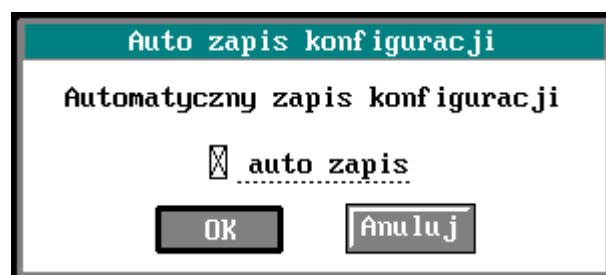 Auto zapis konfiguracji
Automatyczny zapis konfiguracji
auto zapis
OK Anuluj